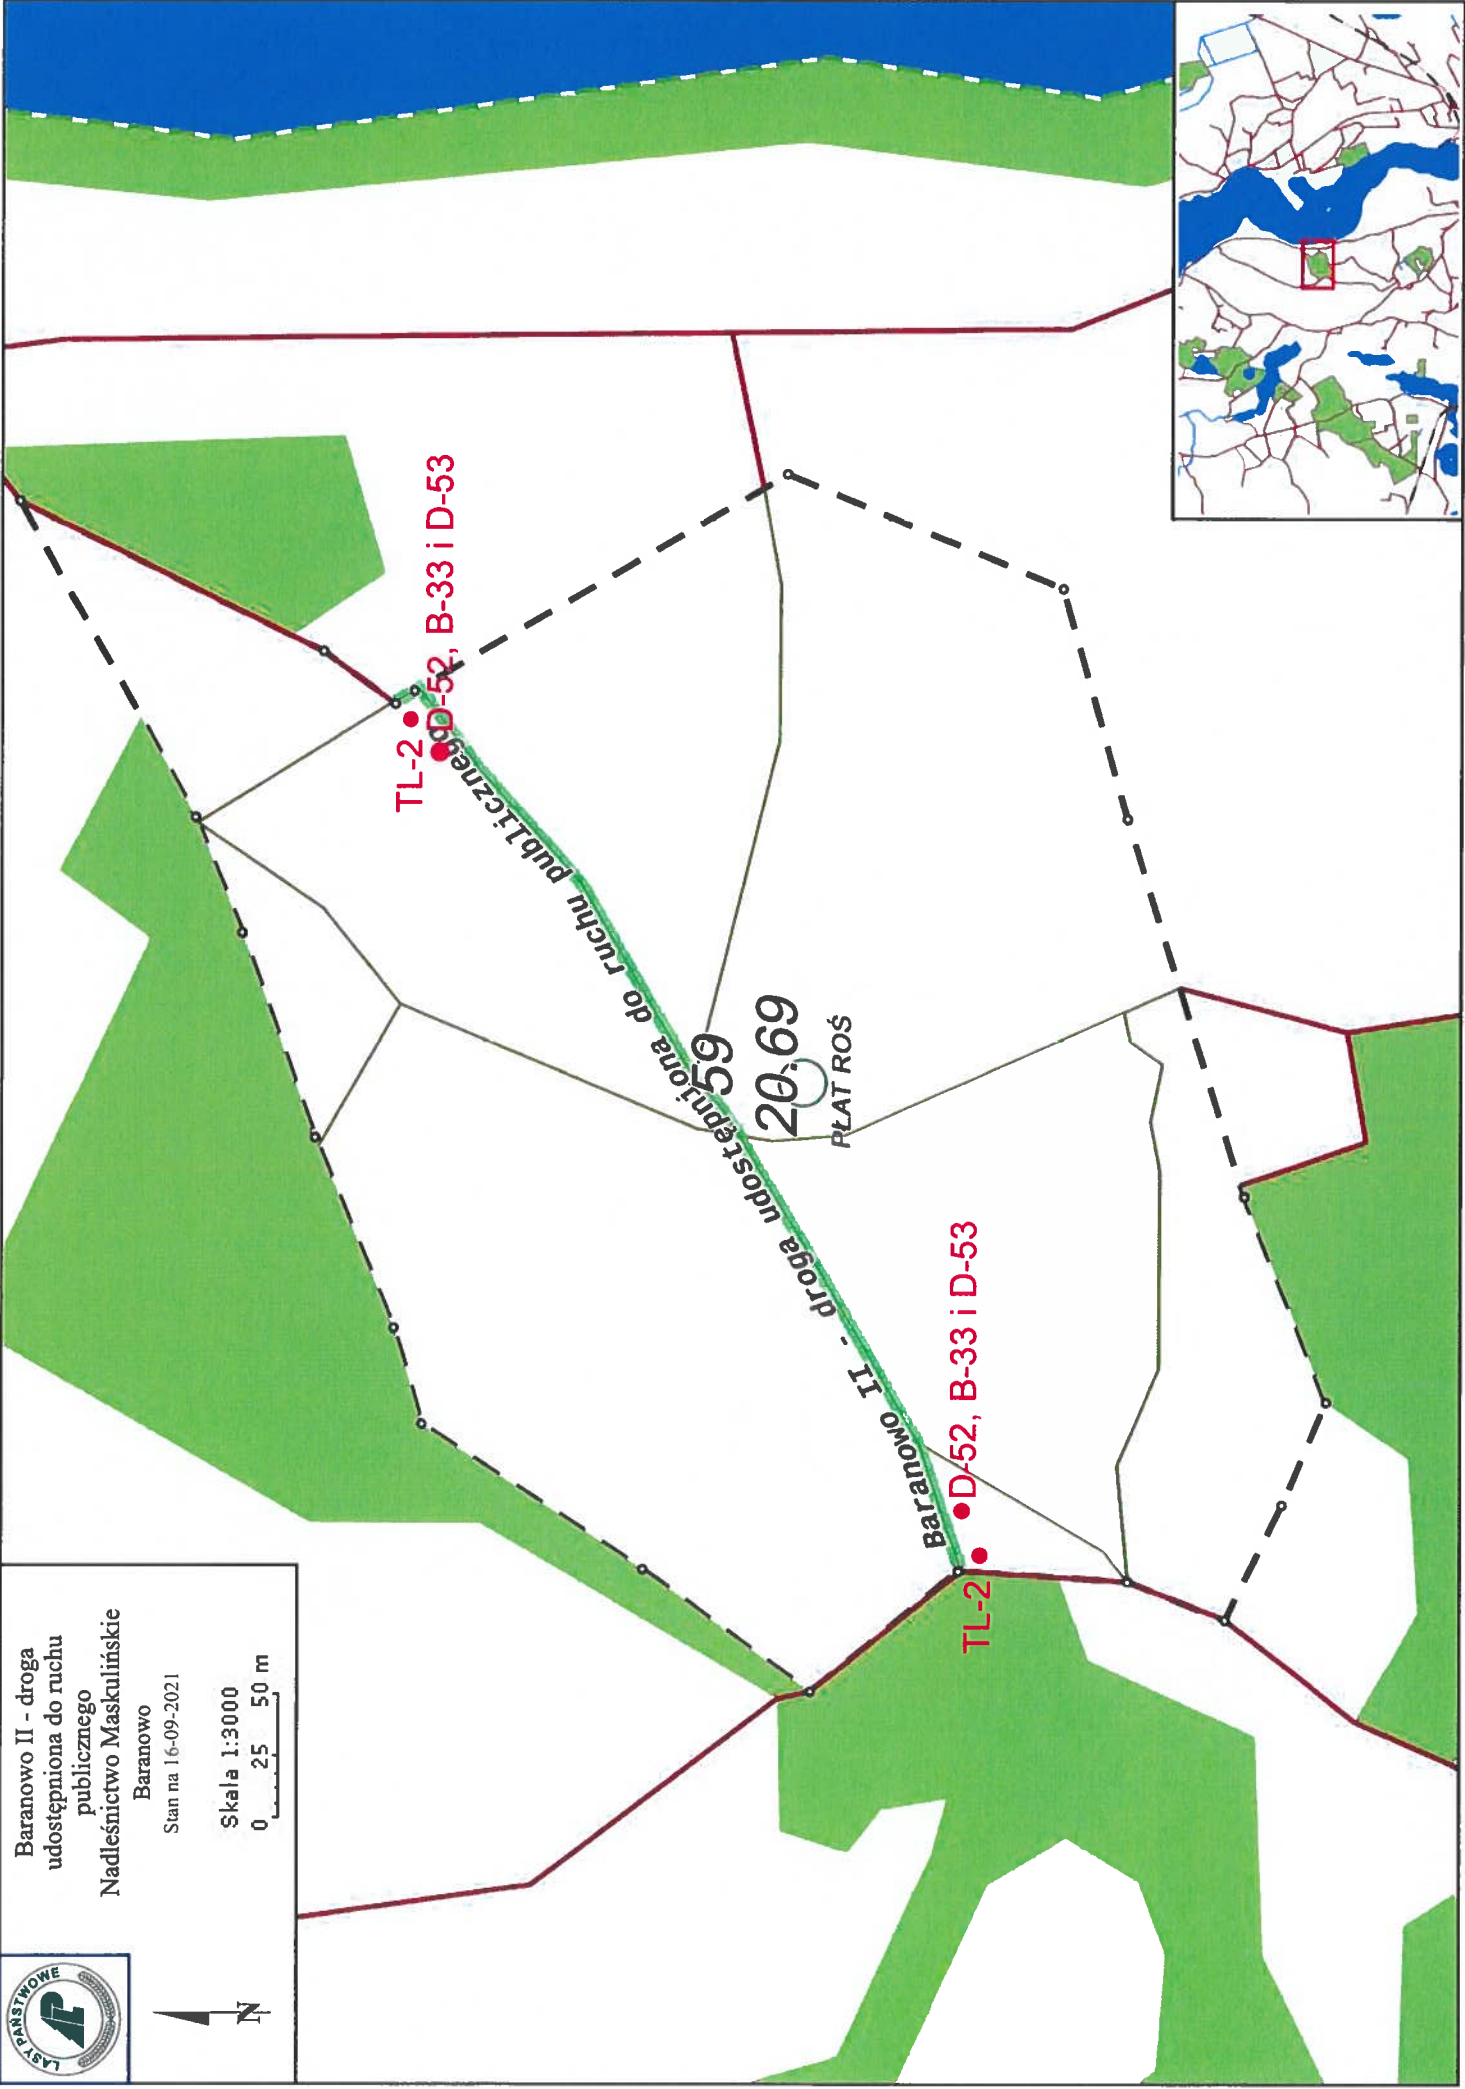 LASY PAŃSTWOWE
LP
Baranowo II - droga
udostępniona do ruchu
publicznego
Nadleśnictwo Maskulińskie
Baranowo
Stan na 16-09-2021
Skala 1:3000
0 25 50 m
N
TL-2
D-52, B-33 i D-53
Baranowo II - droga udostępniona do ruchu publicznego
59
20.69
PŁAT ROŚ
D-52, B-33 i D-53
TL-2